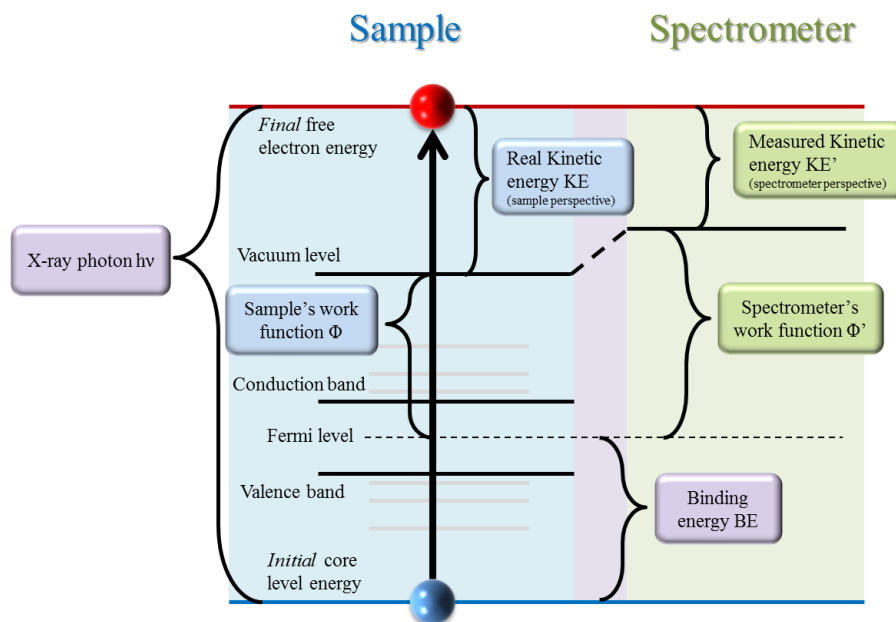 Sample
Spectrometer
Final free
electron energy
Real Kinetic
energy KE
(sample perspective)
Measured Kinetic
energy KE’
(spectrometer perspective)
X-ray photon hν
Vacuum level
Sample’s work
function Φ
Spectrometer’s
work function Φ’
Conduction band
Fermi level
Valence band
Binding
energy BE
Initial core
level energy